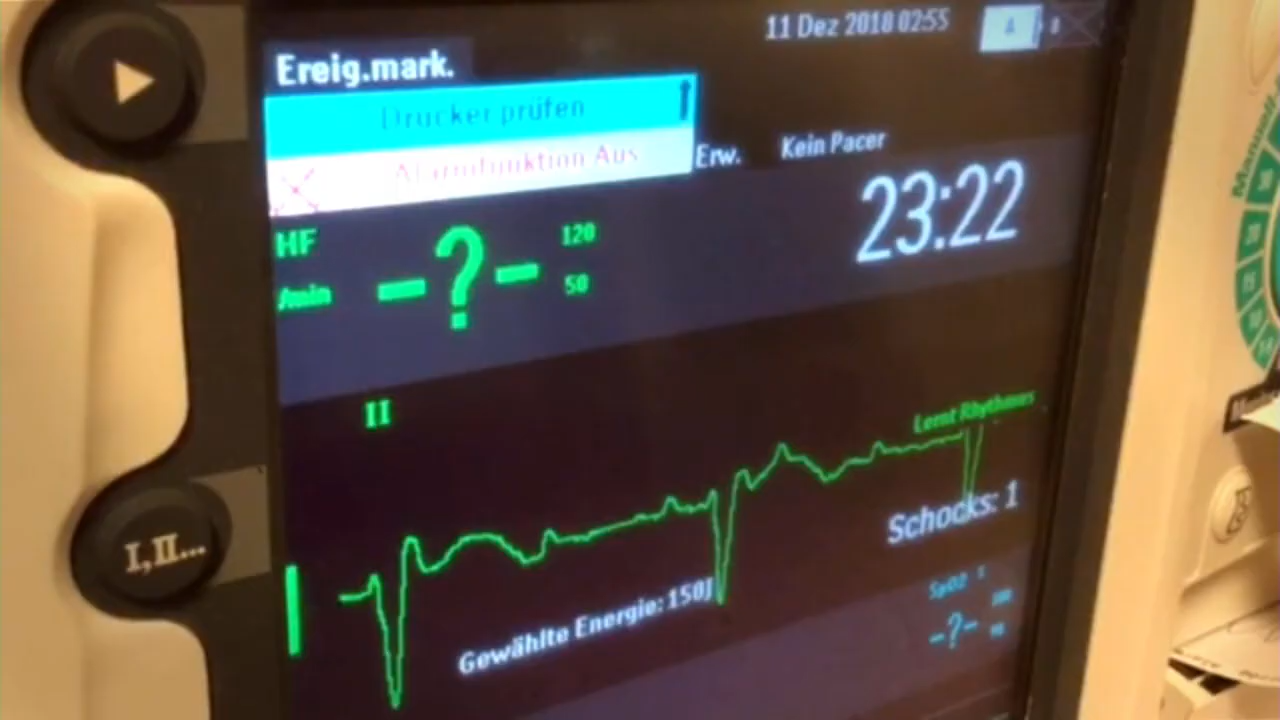 11 Dez 2018 02:55
Ereig.mark.
Drucker prüfen
Alarmfunktion Aus
Erw.
Kein Pacer
23:22
HF
/min
-?-
120
50
II
Lernt Rhythmus
Schocks: 1
I,II...
Gewählte Energie: 150J
SpO2
-?-